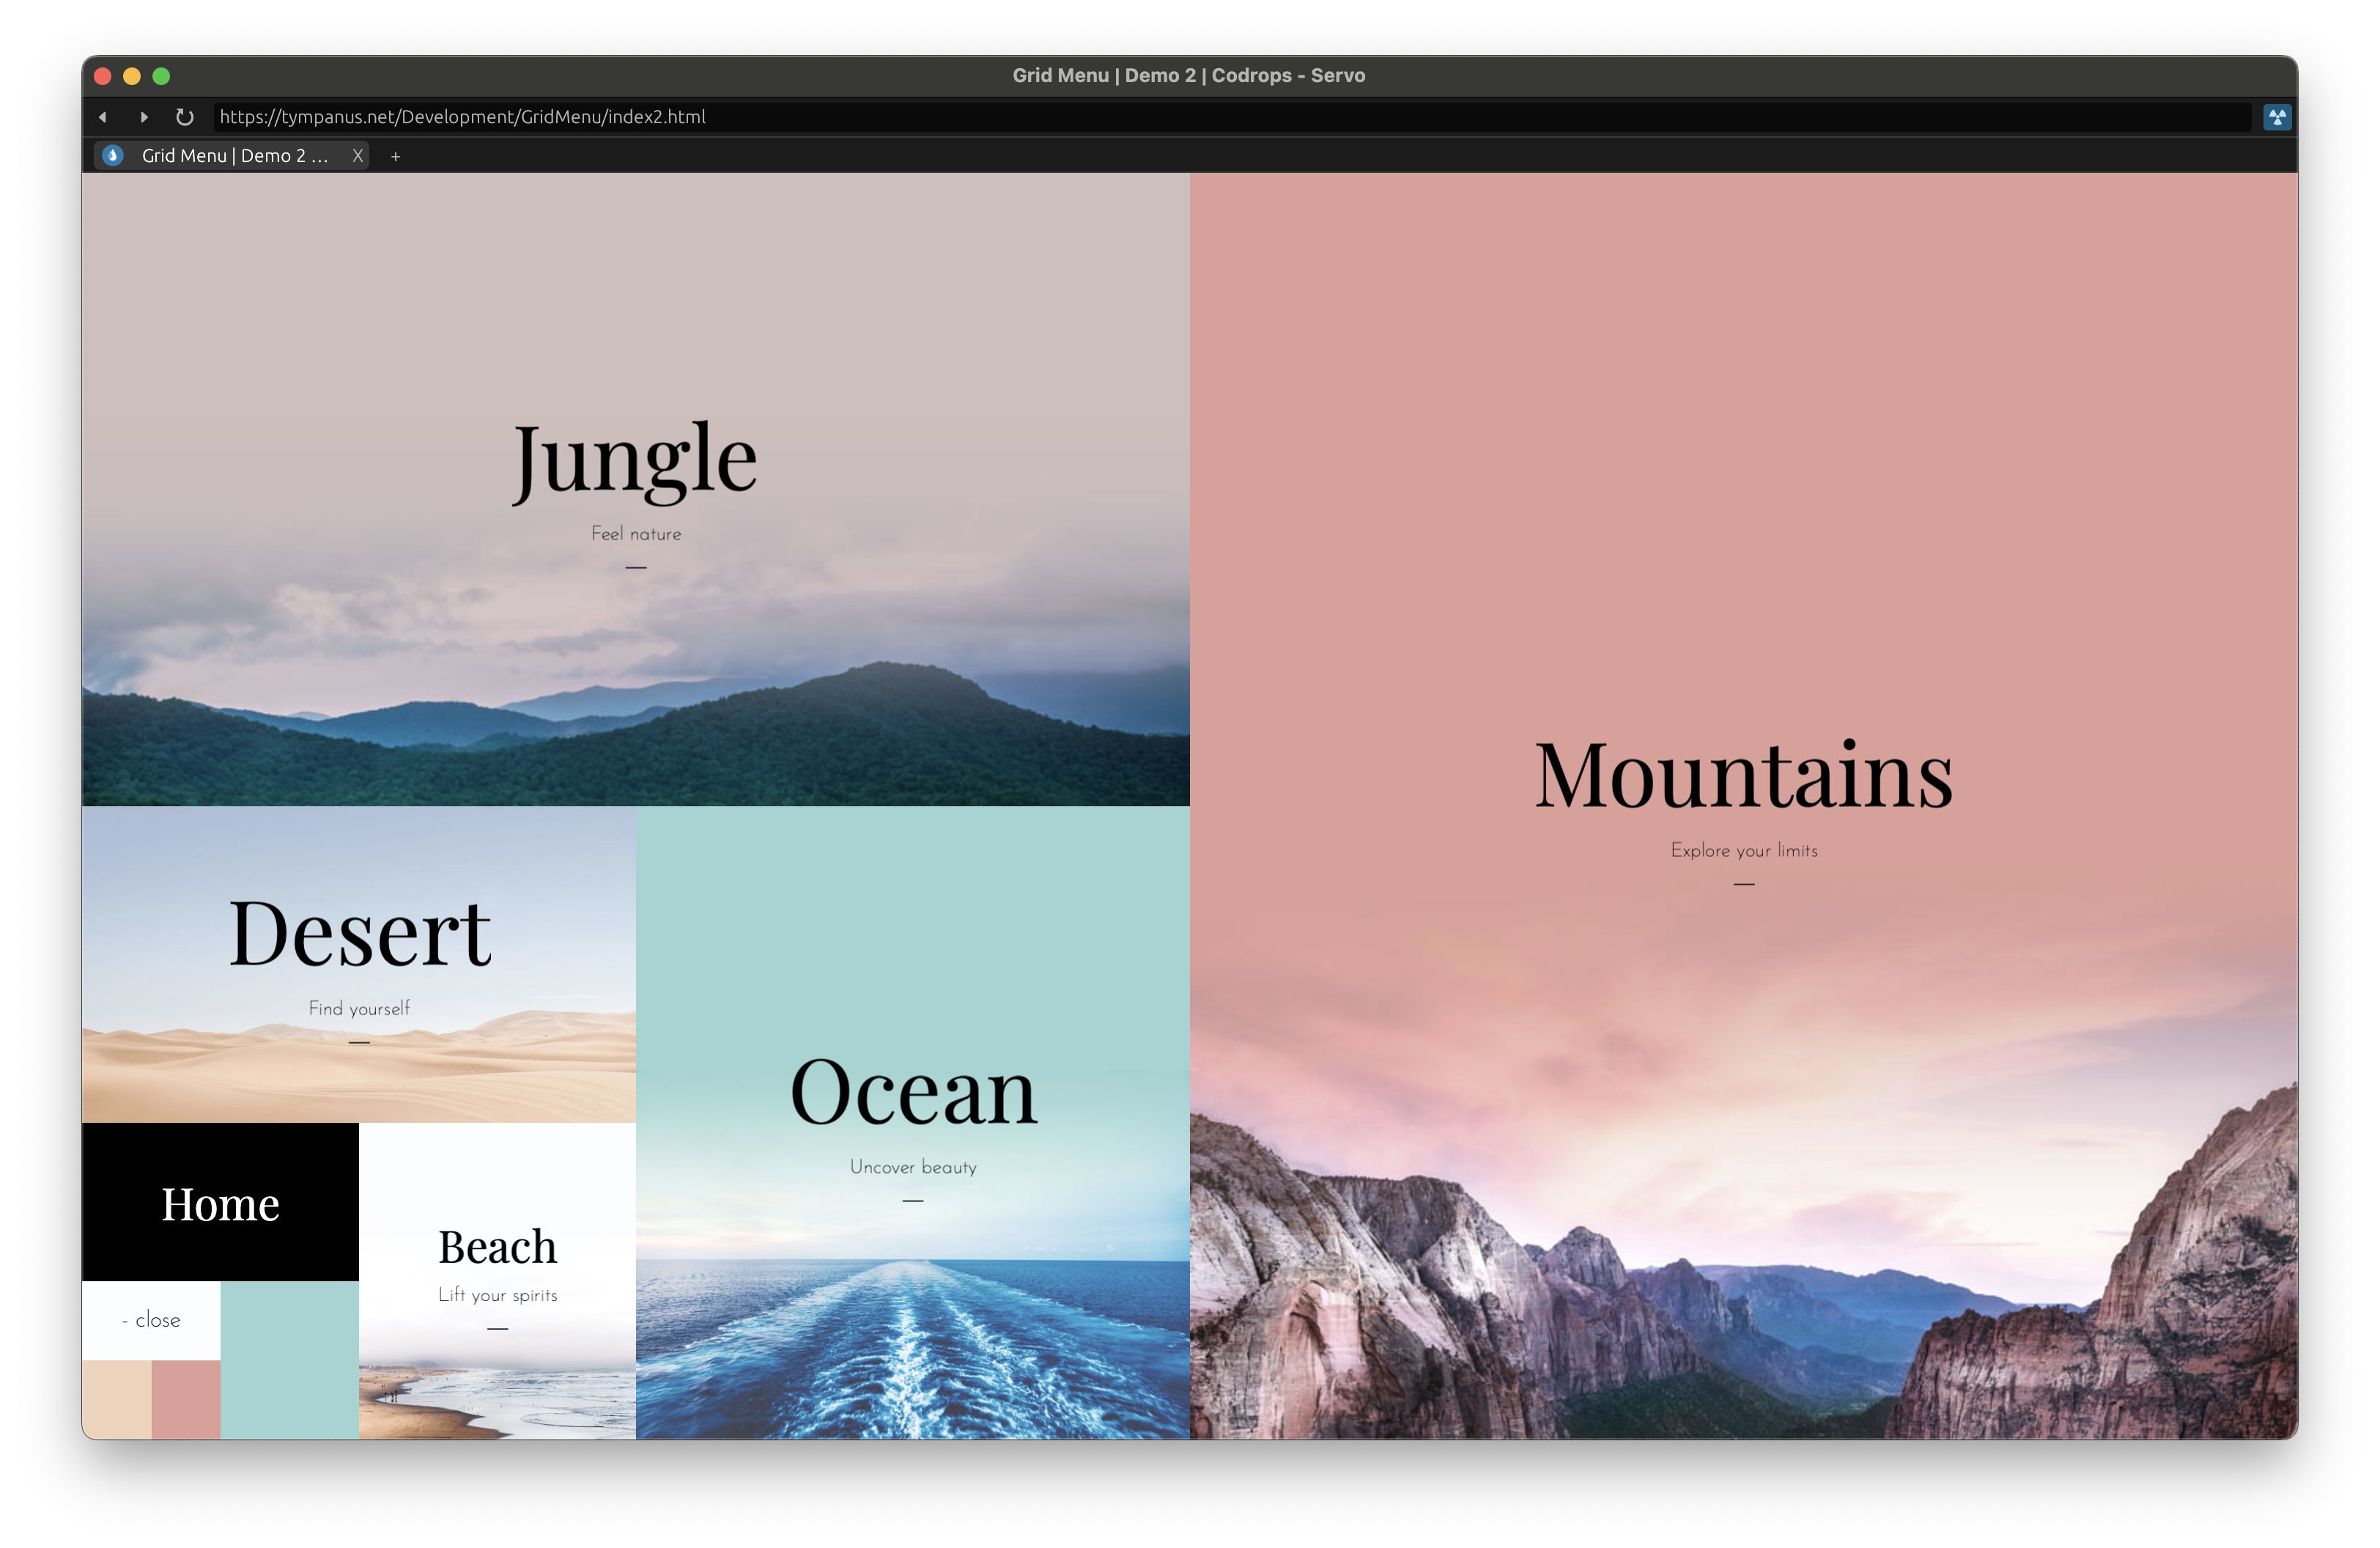 Grid Menu | Demo 2 | Codrops - Servo
https://tympanus.net/Development/GridMenu/index2.html
Grid Menu | Demo 2 ... X +
Jungle
Feel nature
—
Mountains
Explore your limits
—
Desert
Find yourself
—
Ocean
Uncover beauty
—
Home
Beach
Lift your spirits
—
- close